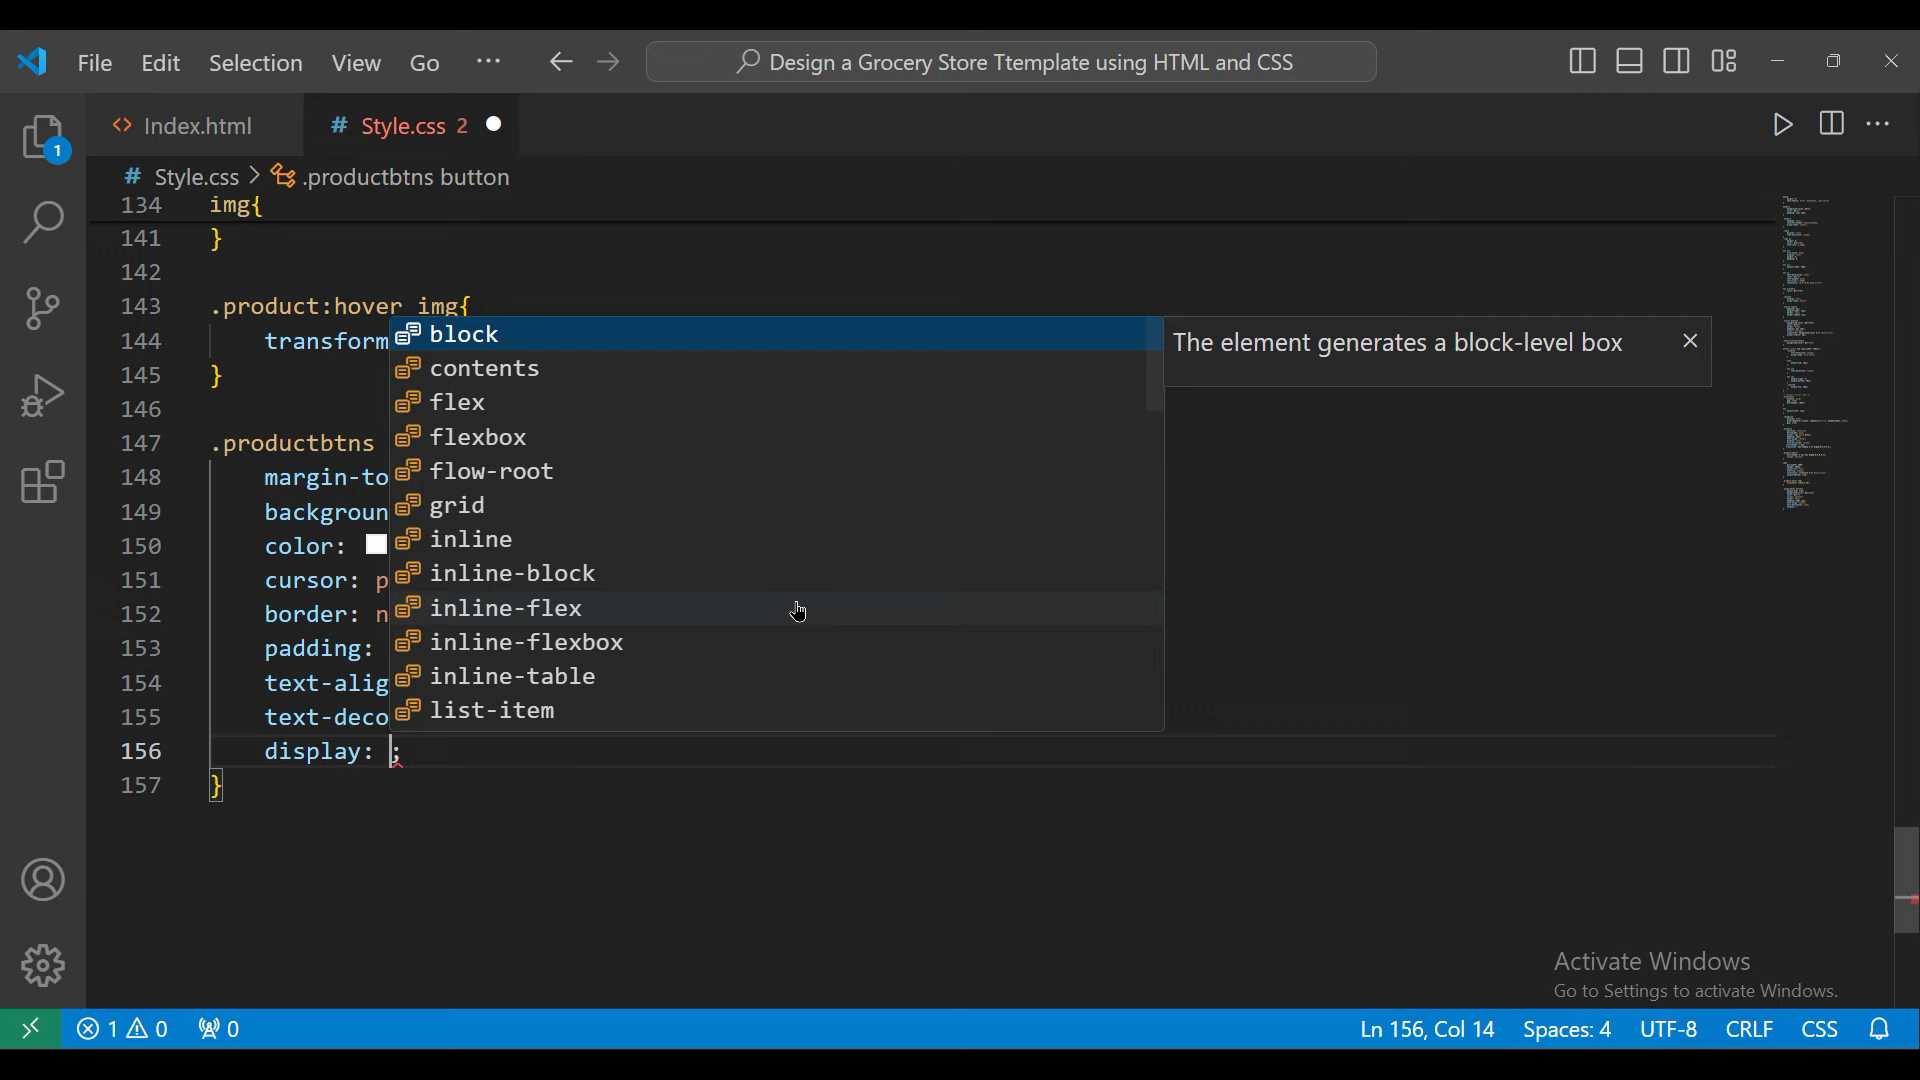 File Edit Selection View Go ··· Design a Grocery Store Ttemplate using HTML and CSS
<> Index.html # Style.css 2
# Style.css > .productbtns button
134 img{
141 }
142
143 .product:hover img{
144 transform
145 }
146
147 .productbtns
148 margin-to
149 backgroun
150 color:
151 cursor: p
152 border: n
153 padding:
154 text-alig
155 text-deco
156 display: ;
157 }
block
contents
flex
flexbox
flow-root
grid
inline
inline-block
inline-flex
inline-flexbox
inline-table
list-item
The element generates a block-level box
1
Activate Windows
Go to Settings to activate Windows.
1 0 0 Ln 156, Col 14 Spaces: 4 UTF-8 CRLF CSS